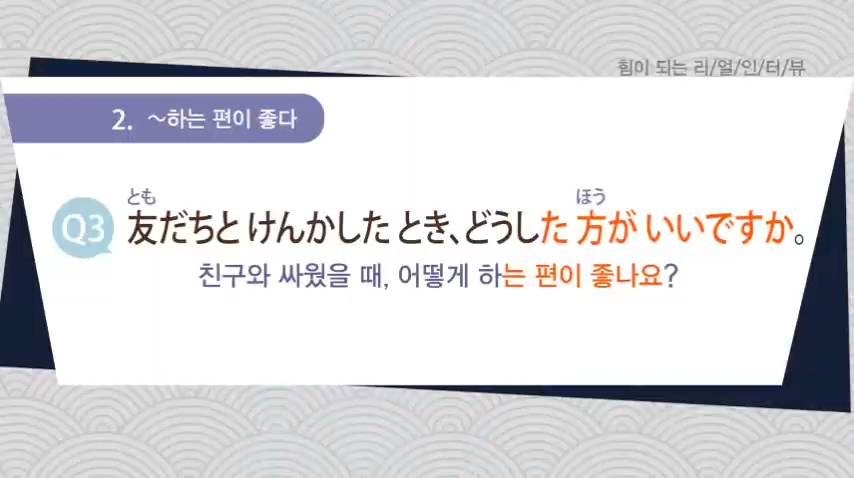 힘이 되는 리/얼/인/터/뷰
2. ~하는 편이 좋다
とも ほう
Q3 友だちと けんかした とき、どうした 方が いいですか。
친구와 싸웠을 때, 어떻게 하는 편이 좋나요?